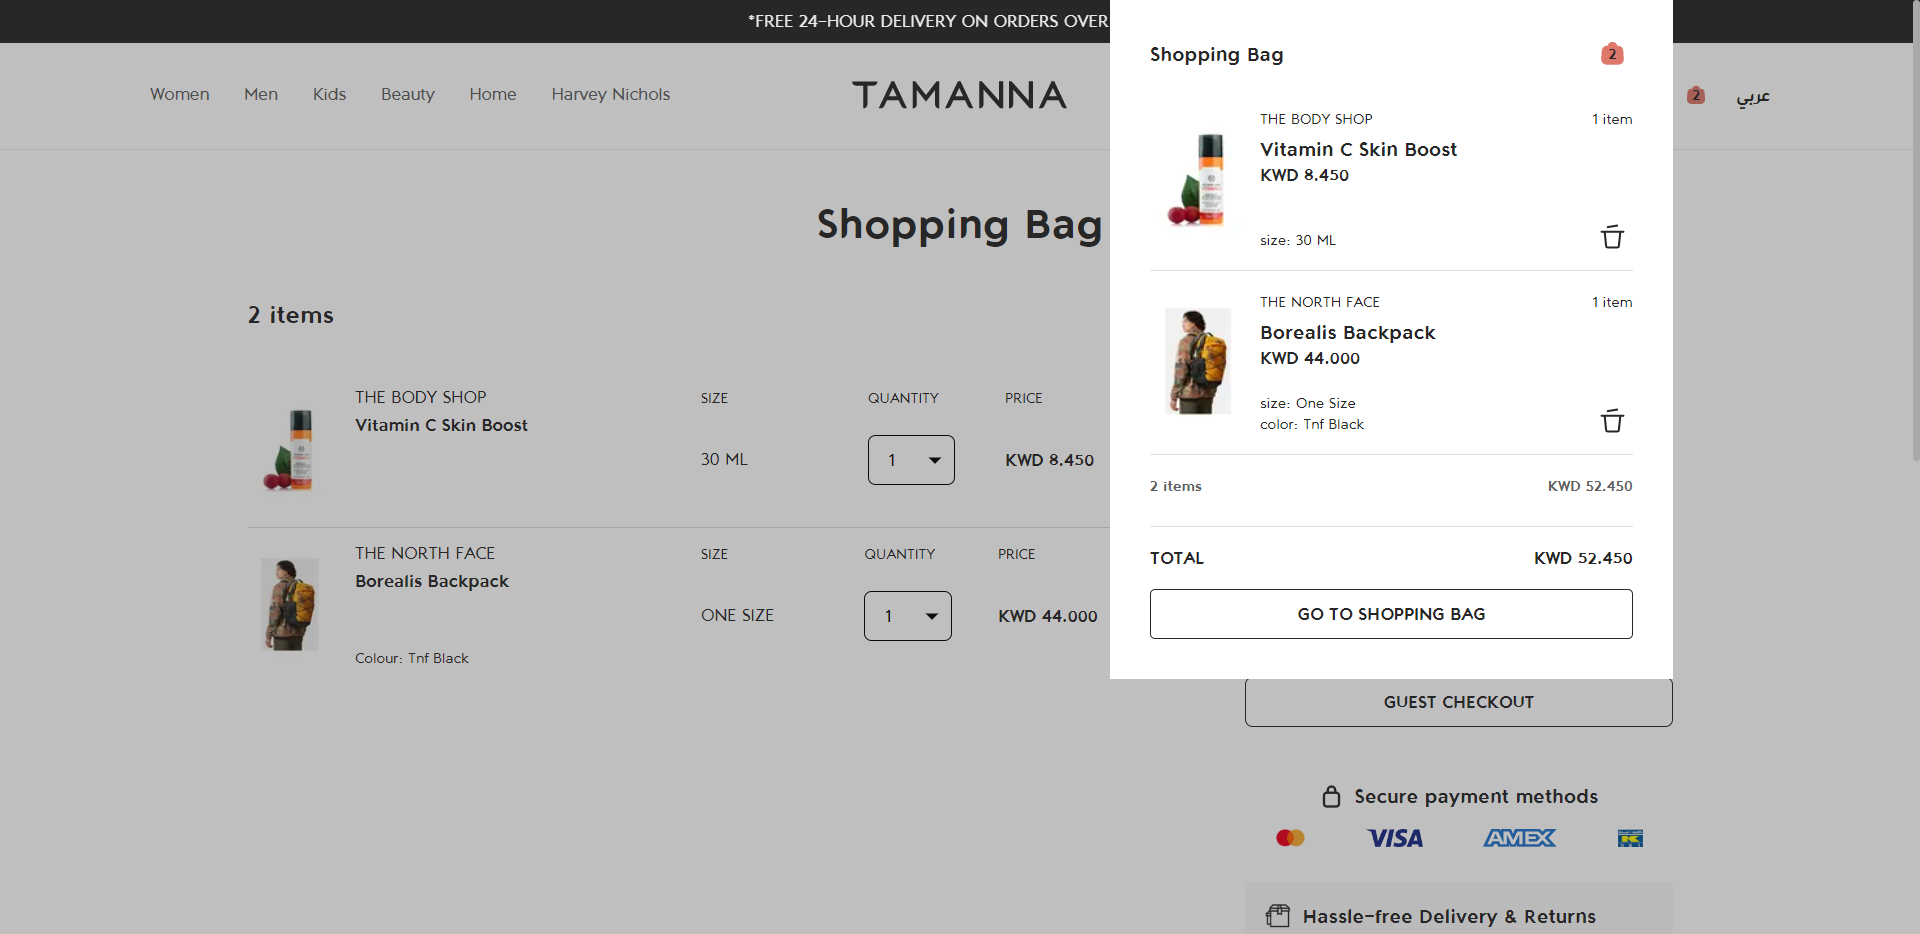 *FREE 24-HOUR DELIVERY ON ORDERS OVER
Women
Men
Kids
Beauty
Home
Harvey Nichols
TAMANNA
2
عربي
Shopping Bag
2 items
THE BODY SHOP
Vitamin C Skin Boost
SIZE
30 ML
QUANTITY
1
PRICE
KWD 8.450
THE NORTH FACE
Borealis Backpack
Colour: Tnf Black
SIZE
ONE SIZE
QUANTITY
1
PRICE
KWD 44.000
Shopping Bag
2
THE BODY SHOP
1 item
Vitamin C Skin Boost
KWD 8.450
size: 30 ML
THE NORTH FACE
1 item
Borealis Backpack
KWD 44.000
size: One Size
color: Tnf Black
2 items
KWD 52.450
TOTAL
KWD 52.450
GO TO SHOPPING BAG
GUEST CHECKOUT
Secure payment methods
VISA
AMEX
Hassle-free Delivery & Returns